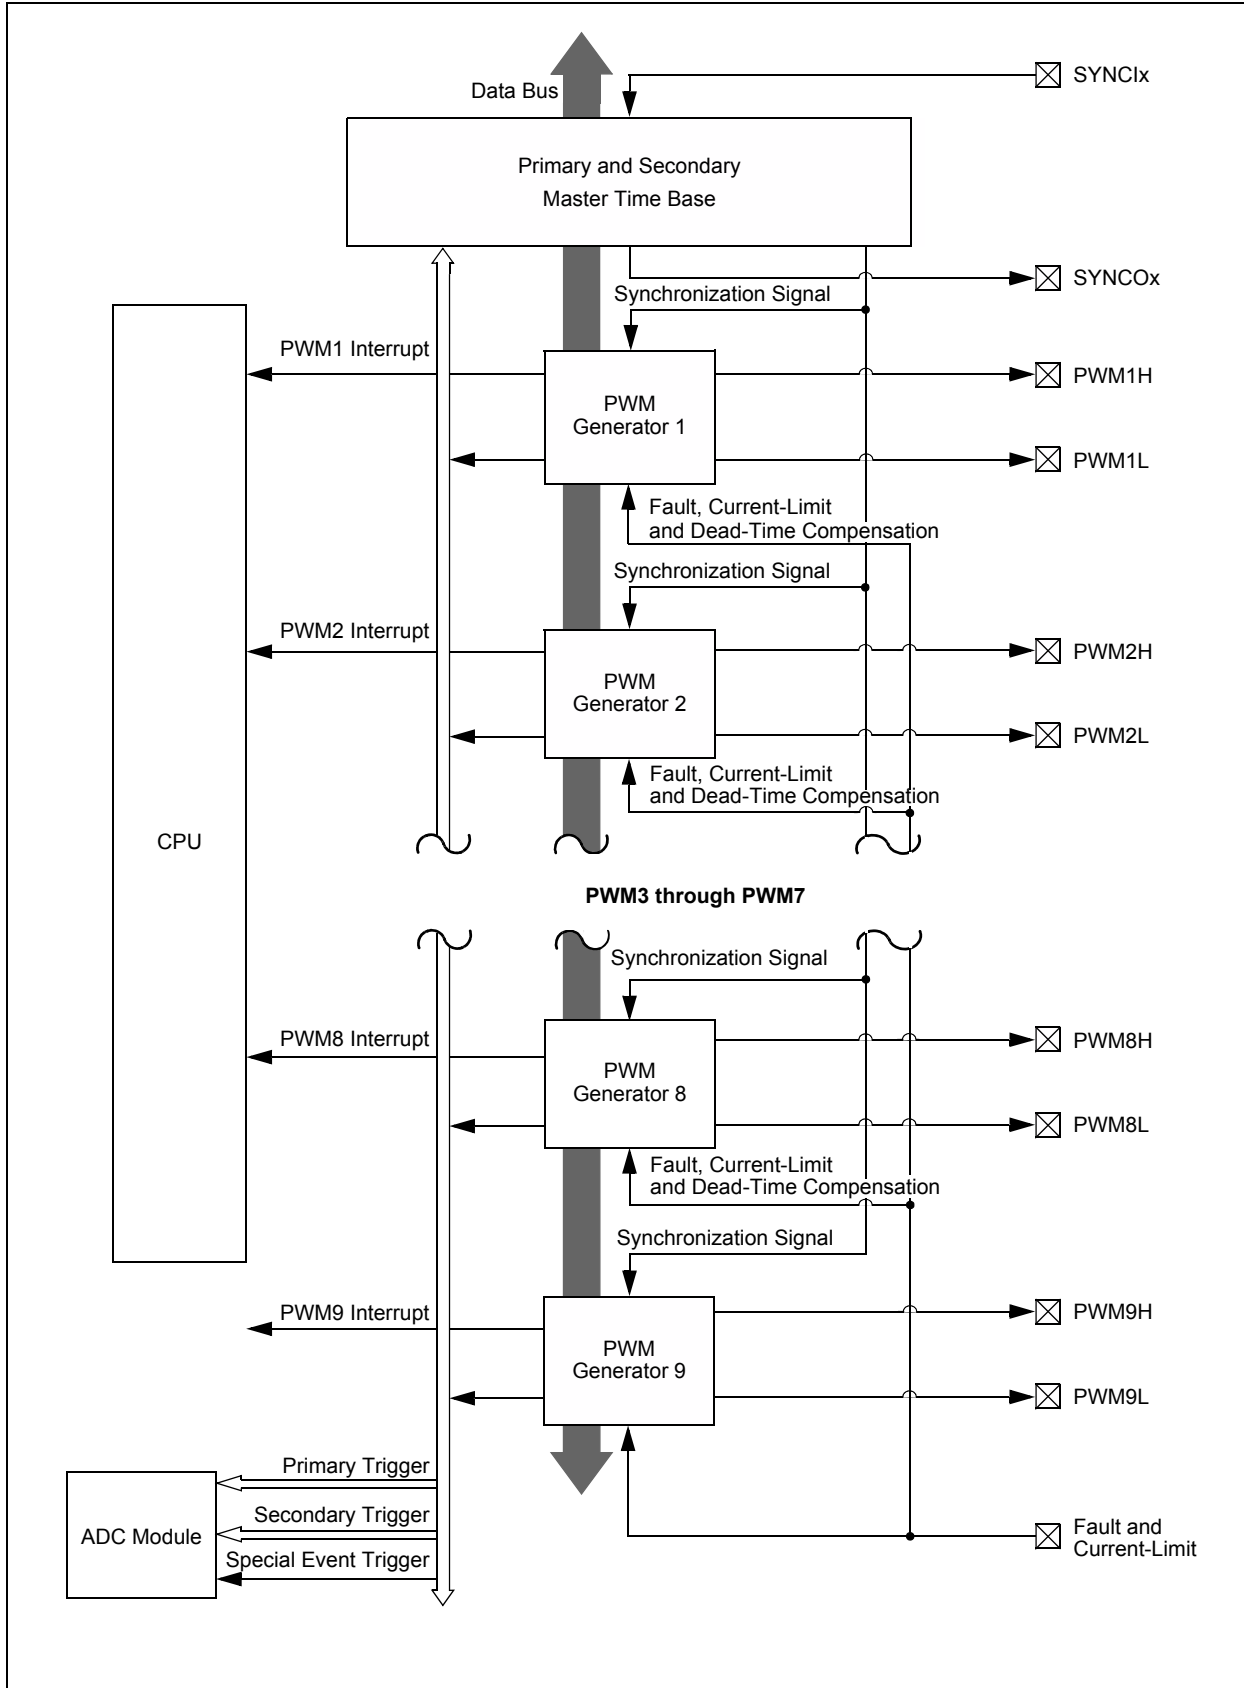 SYNCIx
Data Bus
Primary and Secondary
Master Time Base
SYNCOx
Synchronization Signal
PWM1 Interrupt
PWM1H
PWM
Generator 1
PWM1L
Fault, Current-Limit
and Dead-Time Compensation
Synchronization Signal
PWM2 Interrupt
PWM2H
PWM
Generator 2
PWM2L
Fault, Current-Limit
and Dead-Time Compensation
CPU
PWM3 through PWM7
Synchronization Signal
PWM8 Interrupt
PWM8H
PWM
Generator 8
PWM8L
Fault, Current-Limit
and Dead-Time Compensation
Synchronization Signal
PWM9 Interrupt
PWM9H
PWM
Generator 9
PWM9L
Primary Trigger
Secondary Trigger
ADC Module
Special Event Trigger
Fault and
Current-Limit